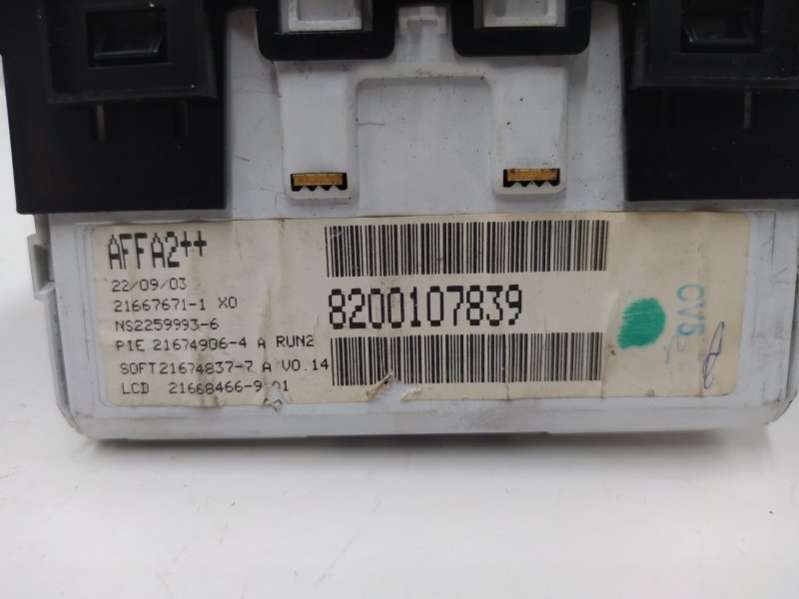 AFFA2++
22/09/03
21667671-1 X0
NS2259993-6
P1E 21674906-4 A RUN2
SOFT21674837-7 A V0.14
LCD 21668466-9 01
8200107839